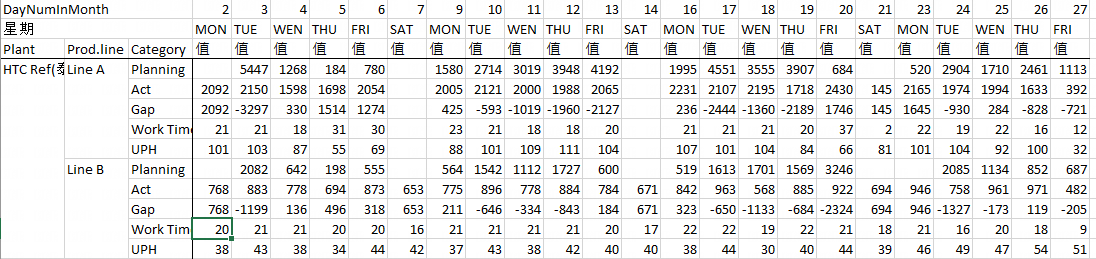 DayNumInMonth 2 3 4 5 6 7 9 10 11 12 13 14 16 17 18 19 20 21 23 24 25 26 27
星期 MON TUE WEN THU FRI SAT MON TUE WEN THU FRI SAT MON TUE WEN THU FRI SAT MON TUE WEN THU FRI
Plant Prod.line Category 值 值 值 值 值 值 值 值 值 值 值 值 值 值 值 值 值 值 值 值 值 值 值
HTC Ref( Line A Planning 5447 1268 184 780 1580 2714 3019 3948 4192 1995 4551 3555 3907 684 520 2904 1710 2461 1113
Act 2092 2150 1598 1698 2054 2005 2121 2000 1988 2065 2231 2107 2195 1718 2430 145 2165 1974 1994 1633 392
Gap 2092 -3297 330 1514 1274 425 -593 -1019 -1960 -2127 236 -2444 -1360 -2189 1746 145 1645 -930 284 -828 -721
Work Tim 21 21 18 31 30 23 21 18 18 20 21 21 21 20 37 2 22 19 22 16 12
UPH 101 103 87 55 69 88 101 109 111 104 107 101 104 84 66 81 101 104 92 100 32
Line B Planning 2082 642 198 555 564 1542 1112 1727 600 519 1613 1701 1569 3246 2085 1134 852 687
Act 768 883 778 694 873 653 775 896 778 884 784 671 842 963 568 885 922 694 946 758 961 971 482
Gap 768 -1199 136 496 318 653 211 -646 -334 -843 184 671 323 -650 -1133 -684 -2324 694 946 -1327 -173 119 -205
Work Tim 20 21 21 20 20 16 21 21 21 21 20 17 22 22 19 22 21 18 21 16 20 18 9
UPH 38 43 38 34 44 42 37 43 38 42 40 40 38 44 30 40 44 39 46 49 47 54 51